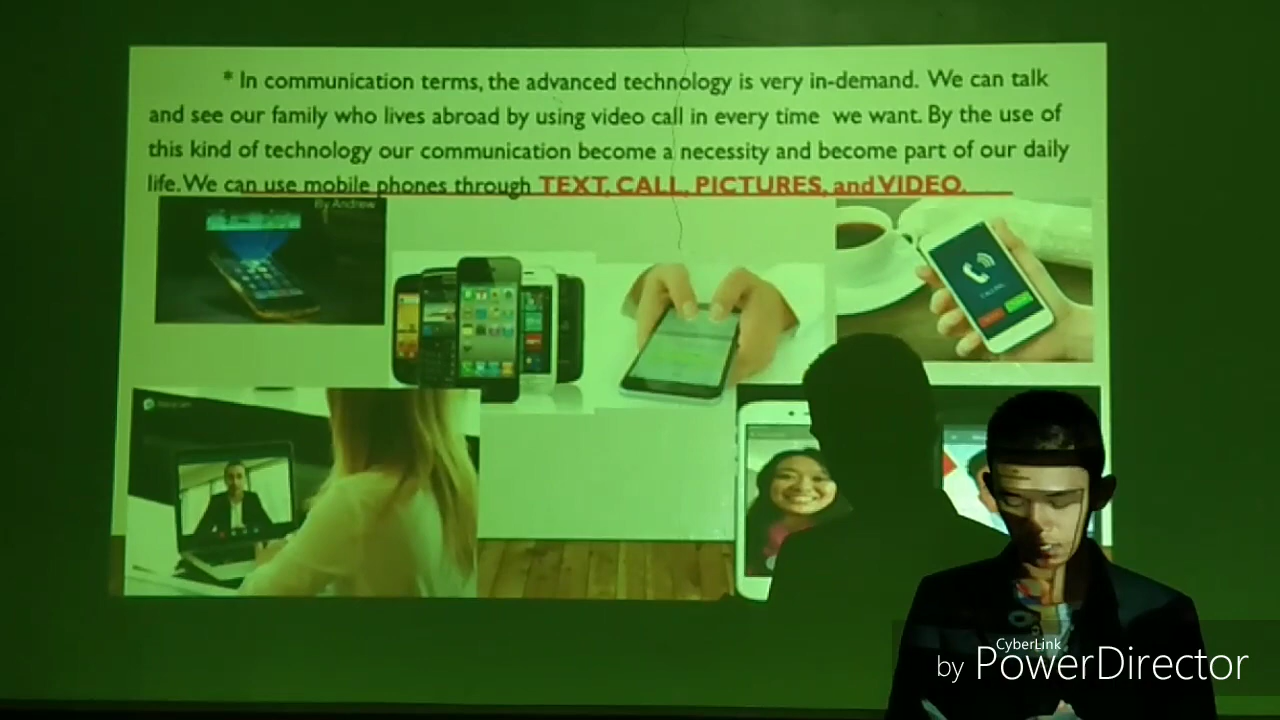 * In communication terms, the advanced technology is very in-demand. We can talk
and see our family who lives abroad by using video call in every time we want. By the use of
this kind of technology our communication become a necessity and become part of our daily
life. We can use mobile phones through TEXT, CALL, PICTURES, and VIDEO.
By Andrew
CALLING...
CyberLink
by PowerDirector